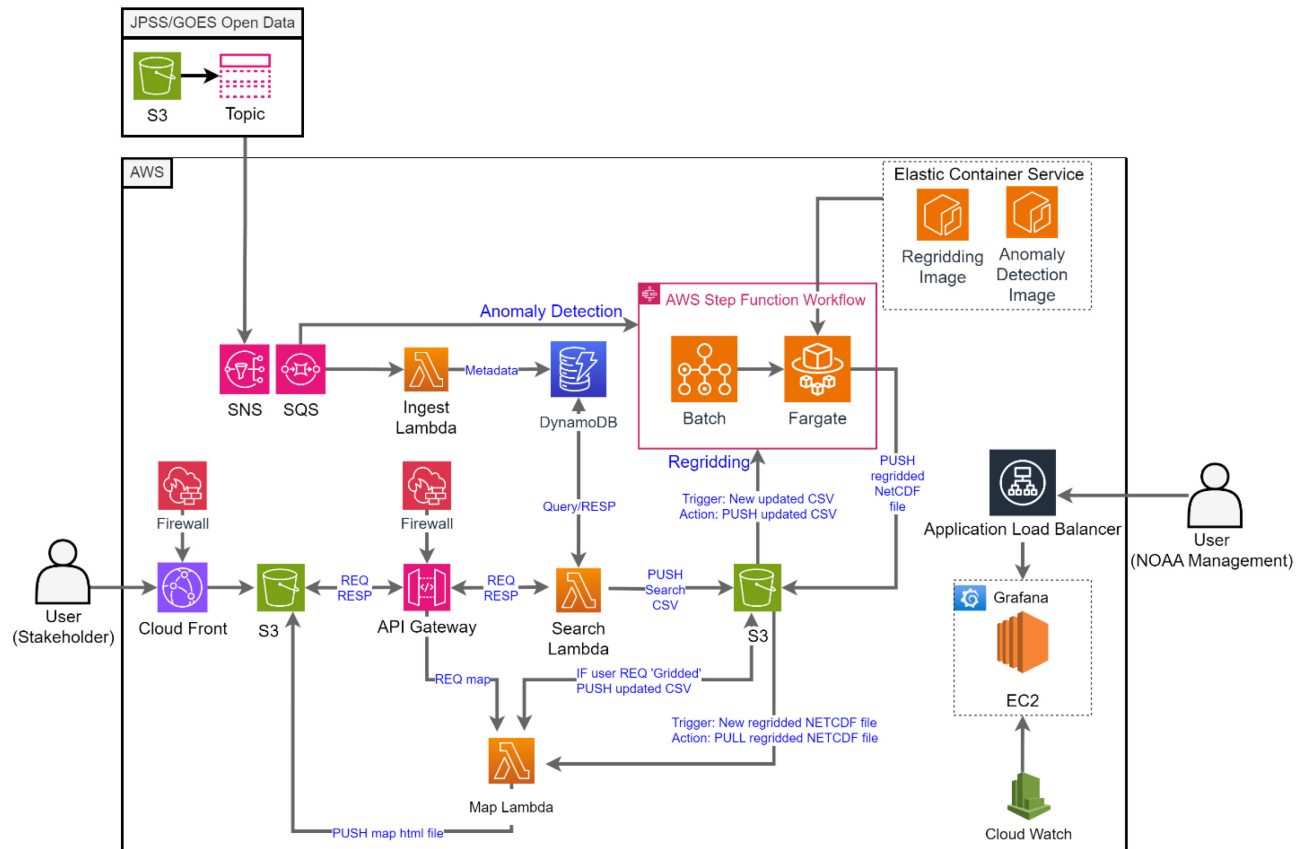 JPSS/GOES Open Data
S3
Topic
AWS
Elastic Container Service
Regridding
Image
Anomaly
Detection
Image
Anomaly Detection
AWS Step Function Workflow
SNS
SQS
Ingest
Lambda
Metadata
DynamoDB
Batch
Fargate
Regridding
PUSH
regridded
NetCDF
file
Trigger: New updated CSV
Action: PUSH updated CSV
Query/RESP
Firewall
Firewall
Application Load Balancer
User
(NOAA Management)
User
(Stakeholder)
Cloud Front
S3
REQ
RESP
API Gateway
REQ
RESP
Search
Lambda
PUSH
Search
CSV
S3
Grafana
EC2
REQ map
IF user REQ 'Gridded'
PUSH updated CSV
Trigger: New regridded NETCDF file
Action: PULL regridded NETCDF file
Map Lambda
PUSH map html file
Cloud Watch